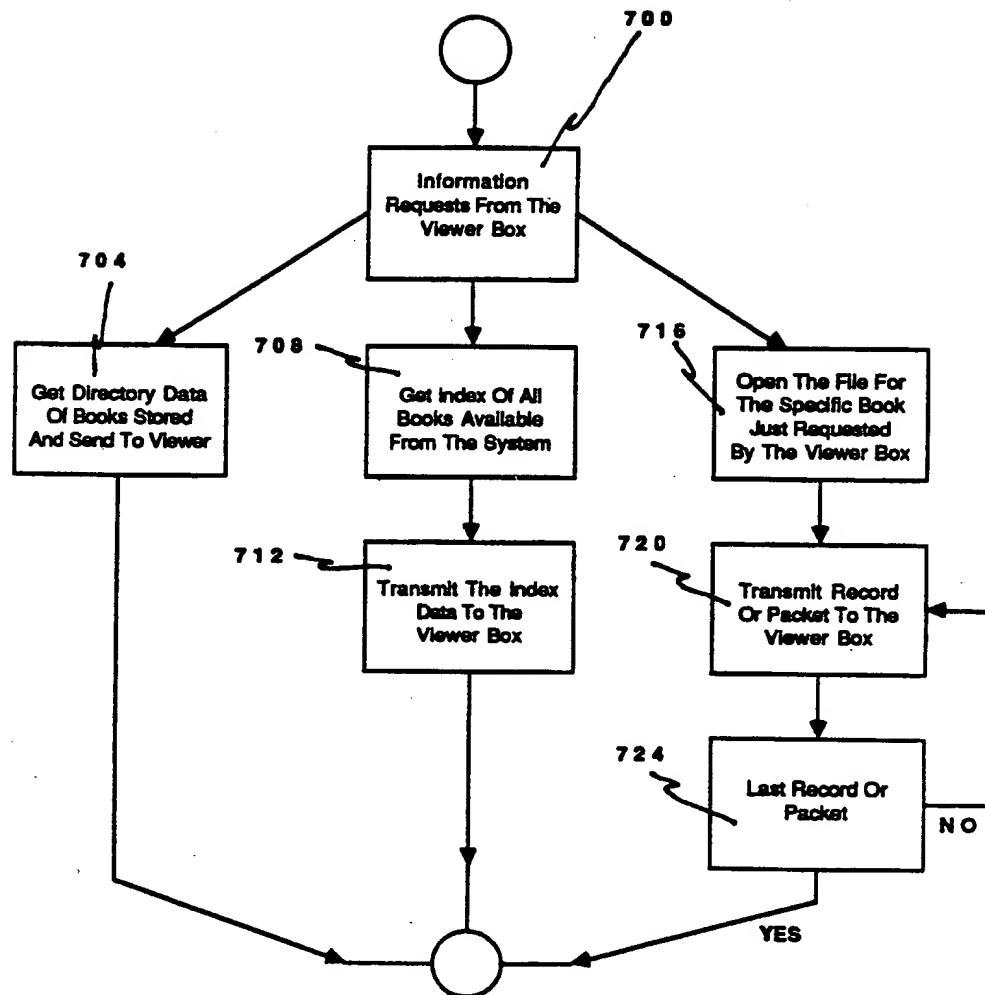 700
Information
Requests From The
Viewer Box
704
Get Directory Data
Of Books Stored
And Send To Viewer
708
Get Index Of All
Books Available
From The System
716
Open The File For
The Specific Book
Just Requested
By The Viewer Box
712
Transmit The Index
Data To The
Viewer Box
720
Transmit Record
Or Packet To The
Viewer Box
724
Last Record Or
Packet
NO
YES